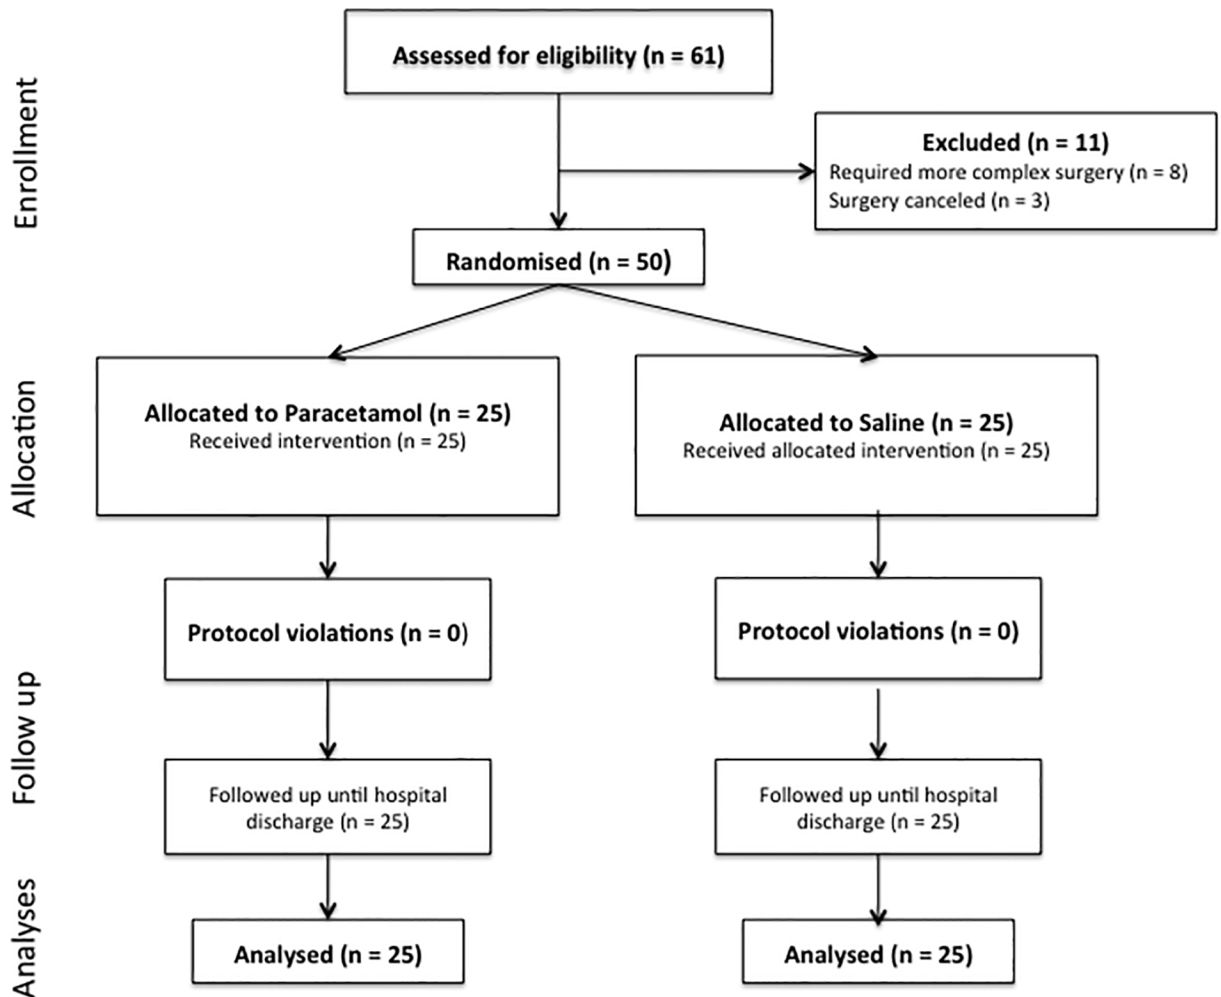 Enrollment
Assessed for eligibility (n = 61)
Excluded (n = 11)
Required more complex surgery (n = 8)
Surgery canceled (n = 3)
Randomised (n = 50)
Allocation
Allocated to Paracetamol (n = 25)
Received intervention (n = 25)
Allocated to Saline (n = 25)
Received allocated intervention (n = 25)
Protocol violations (n = 0)
Protocol violations (n = 0)
Follow up
Followed up until hospital
discharge (n = 25)
Followed up until hospital
discharge (n = 25)
Analyses
Analysed (n = 25)
Analysed (n = 25)